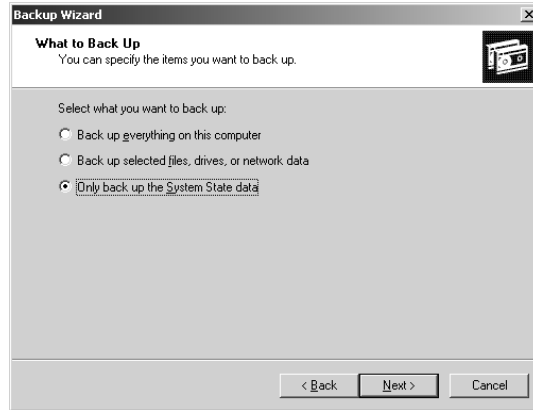 Backup Wizard
What to Back Up
You can specify the items you want to back up.
Select what you want to back up:
Back up everything on this computer
Back up selected files, drives, or network data
Only back up the System State data
< Back
Next >
Cancel